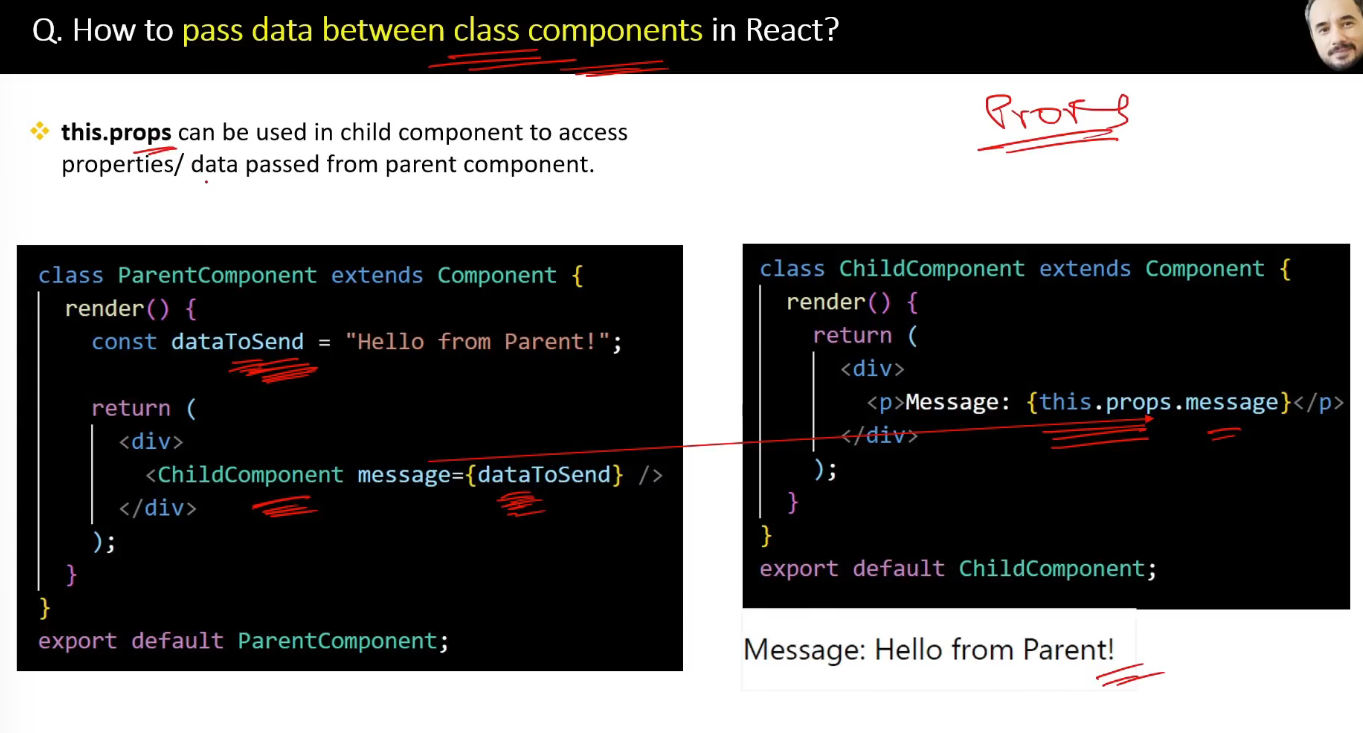 Q. How to pass data between class components in React?
Props
this.props can be used in child component to access
properties/ data passed from parent component.
class ParentComponent extends Component {
render() {
const dataToSend = "Hello from Parent!";
return (
<div>
<ChildComponent message={dataToSend} />
</div>
);
}
}
export default ParentComponent;
class ChildComponent extends Component {
render() {
return (
<div>
<p>Message: {this.props.message}</p>
</div>
);
}
}
export default ChildComponent;
Message: Hello from Parent!